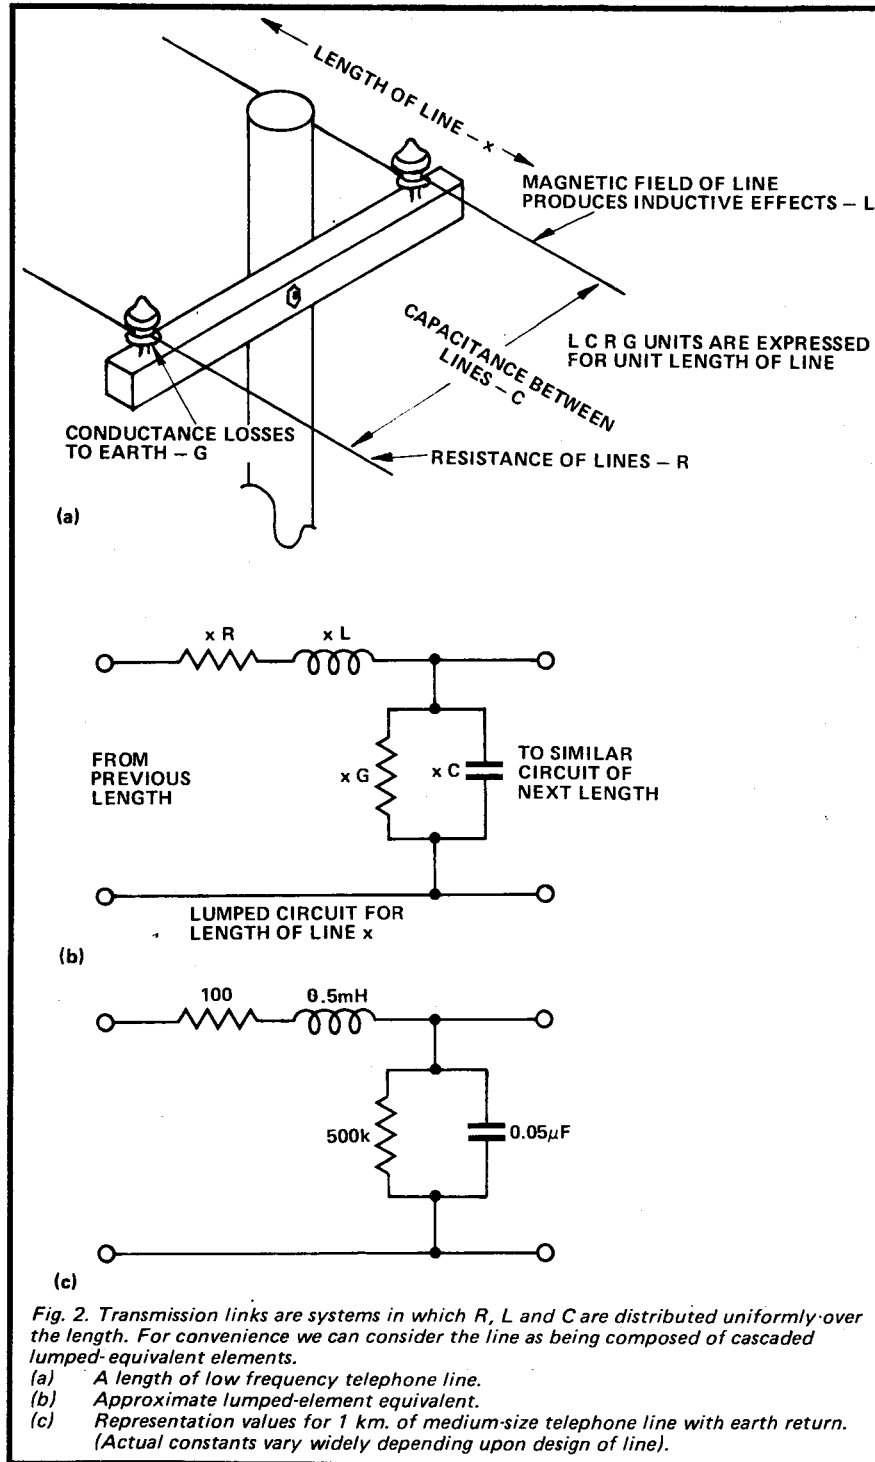 LENGTH OF LINE – x
MAGNETIC FIELD OF LINE
PRODUCES INDUCTIVE EFFECTS – L
CAPACITANCE BETWEEN
LINES – C
L C R G UNITS ARE EXPRESSED
FOR UNIT LENGTH OF LINE
CONDUCTANCE LOSSES
TO EARTH – G
RESISTANCE OF LINES – R
(a)
x R
x L
FROM
PREVIOUS
LENGTH
x G
x C
TO SIMILAR
CIRCUIT OF
NEXT LENGTH
LUMPED CIRCUIT FOR
LENGTH OF LINE x
(b)
100
0.5mH
500k
0.05μF
(c)
Fig. 2. Transmission links are systems in which R, L and C are distributed uniformly over
the length. For convenience we can consider the line as being composed of cascaded
lumped-equivalent elements.
(a) A length of low frequency telephone line.
(b) Approximate lumped-element equivalent.
(c) Representation values for 1 km. of medium-size telephone line with earth return.
(Actual constants vary widely depending upon design of line).